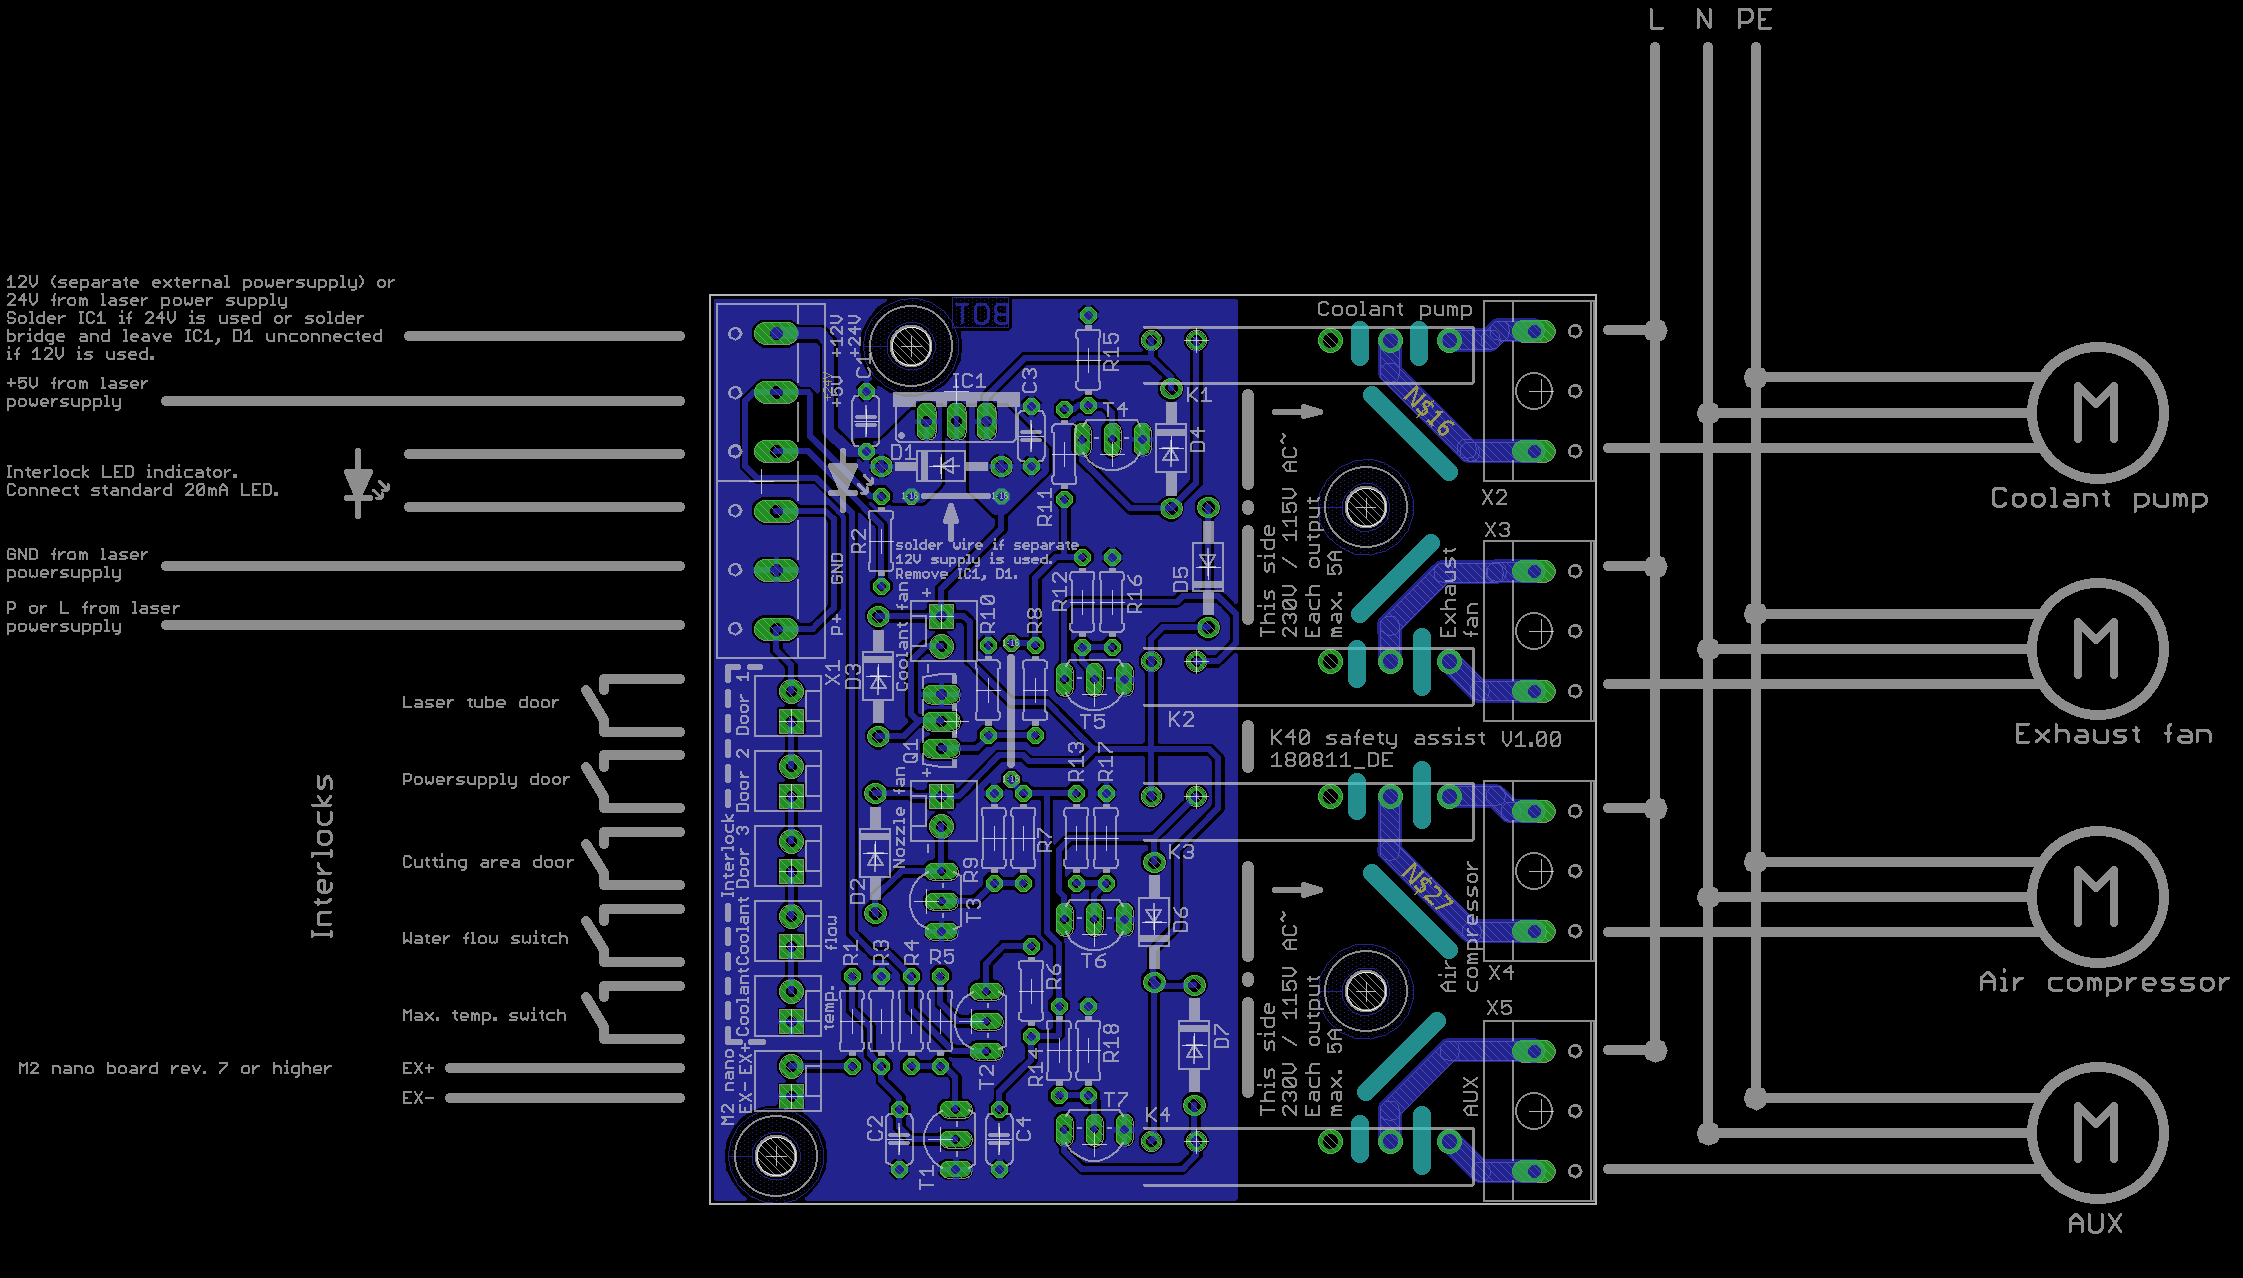 L N PE
12V (separate external powersupply) or
24V from laser power supply
Solder IC1 if 24V is used or solder
bridge and leave IC1, D1 unconnected
if 12V is used.
+5V from laser
powersupply
Interlock LED indicator.
Connect standard 20mA LED.
GND from laser
powersupply
P or L from laser
powersupply
Interlocks
Laser tube door
Powersupply door
Cutting area door
Water flow switch
Max. temp. switch
M2 nano board rev. 7 or higher
EX+
EX-
BOT
+12V
+24V
+5V
GND
P+
X1
C1
IC1
C3
R15
T4
K1
D4
D1
R11
R2
solder wire if separate
12V supply is used.
Remove IC1, D1.
Coolant fan
+
-
D3
R10
R8
R12
R16
D5
T5
K2
Q1
Nozzle fan
+
-
D2
R9
T3
R7
R13
R17
K3
D6
T6
R1
R3
R4
R5
R6
T2
R14
R18
D7
T7
K4
C2
T1
C4
Interlock
Door 1
Door 2
Door 3
Coolant
flow
Coolant
temp.
M2 nano
EX- EX+
Coolant pump
N$16
X2
This side
230V / 115V AC~
Each output
max. 5A
X3
Exhaust
fan
K40 safety assist V1.00
180811_DE
N$27
Air
compressor
X4
This side
230V / 115V AC~
Each output
max. 5A
X5
AUX
M
Coolant pump
M
Exhaust fan
M
Air compressor
M
AUX